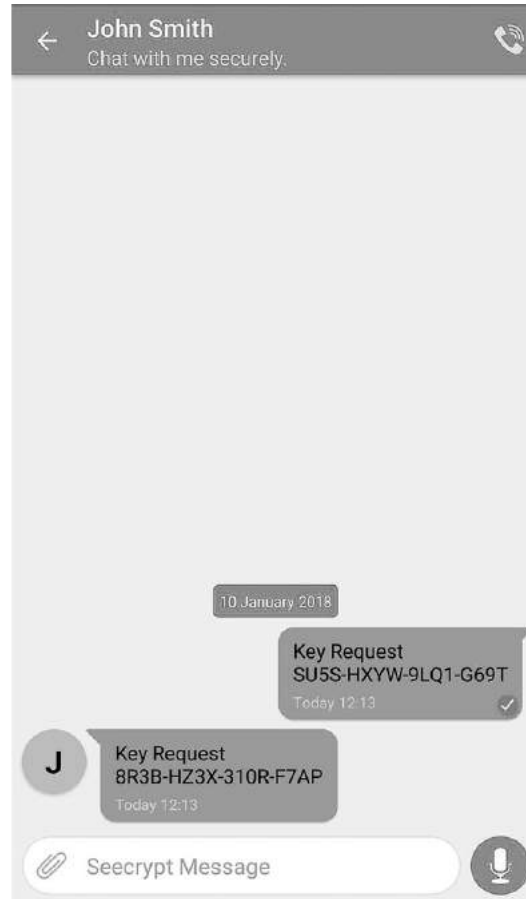 John Smith
Chat with me securely.
10 January 2018
Key Request
SU5S-HXYW-9LQ1-G69T
Today 12:13
J
Key Request
8R3B-HZ3X-310R-F7AP
Today 12:13
Seecrypt Message